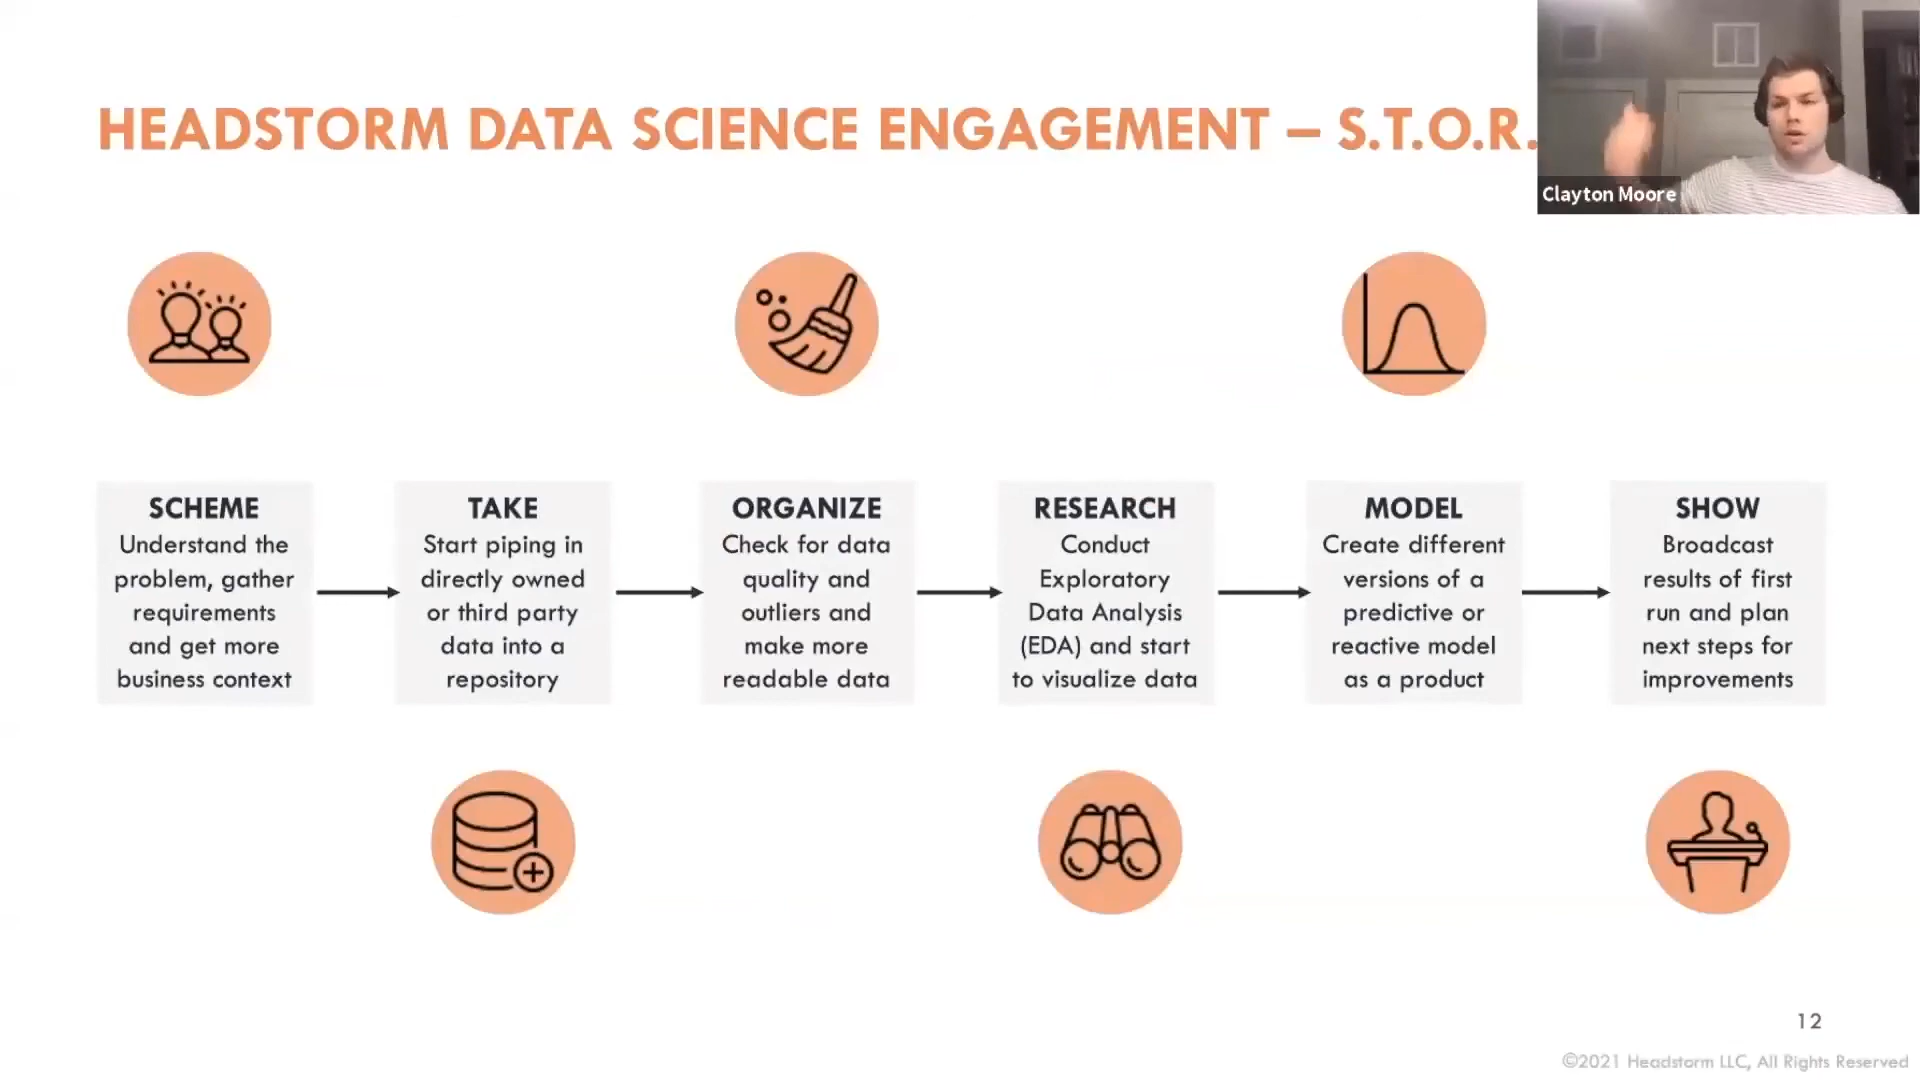 HEADSTORM DATA SCIENCE ENGAGEMENT – S.T.O.R.
Clayton Moore
SCHEME
Understand the
problem, gather
requirements
and get more
business context
TAKE
Start piping in
directly owned
or third party
data into a
repository
ORGANIZE
Check for data
quality and
outliers and
make more
readable data
RESEARCH
Conduct
Exploratory
Data Analysis
(EDA) and start
to visualize data
MODEL
Create different
versions of a
predictive or
reactive model
as a product
SHOW
Broadcast
results of first
run and plan
next steps for
improvements
12
©2021 Headstorm LLC, All Rights Reserved